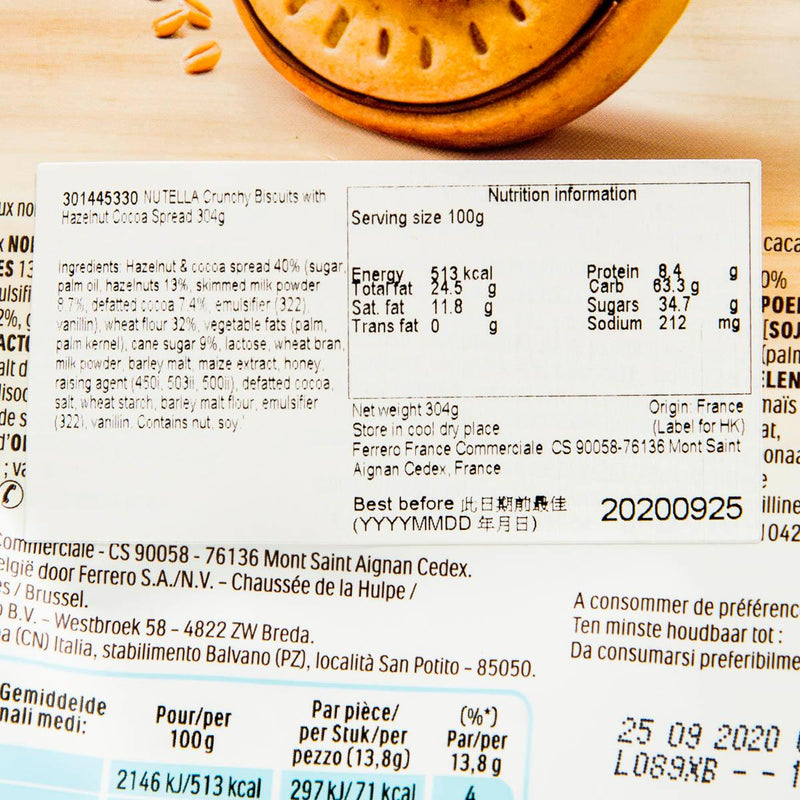 301445330 NUTELLA Crunchy Biscuits with
Hazelnut Cocoa Spread 304g
Ingredients: Hazelnut & cocoa spread 40% (sugar,
palm oil, hazelnuts 13%, skimmed milk powder
8.7%, defatted cocoa 7.4%, emulsifier (322),
vanillin), wheat flour 32%, vegetable fats (palm,
palm kernel), cane sugar 9%, lactose, wheat bran,
milk powder, barley malt, maize extract, honey,
raising agent (450i, 503ii, 500ii), defatted cocoa,
salt, wheat starch, barley malt flour, emulsifier
(322), vanillin. Contains nut, soy.
Nutrition information
Serving size 100g
Energy 513 kcal Protein 8.4 g
Total fat 24.5 g Carb 63.3 g
Sat. fat 11.8 g Sugars 34.7 g
Trans fat 0 g Sodium 212 mg
Net weight 304g Origin: France
Store in cool dry place (Label for HK)
Ferrero France Commerciale CS 90058-76136 Mont Saint
Aignan Cedex, France
Best before 此日期前最佳
(YYYYMMDD 年月日) 20200925
Commerciale - CS 90058 - 76136 Mont Saint Aignan Cedex.
elgië door Ferrero S.A./N.V. - Chaussée de la Hulpe /
es / Brussel.
B.V. - Westbroek 58 - 4822 ZW Breda.
a (CN) Italia, stabilimento Balvano (PZ), località San Potito - 85050.
A consommer de préférenc
Ten minste houdbaar tot :
Da consumarsi preferibilme
25 09 2020
L089
Gemiddelde
nali medi:
Pour/per
100g
Par pièce/
per Stuk/per
pezzo (13,8g)
(%*)
Par/per
13,8 g
2146 kJ/513 kcal 297 kJ/71 kcal 4